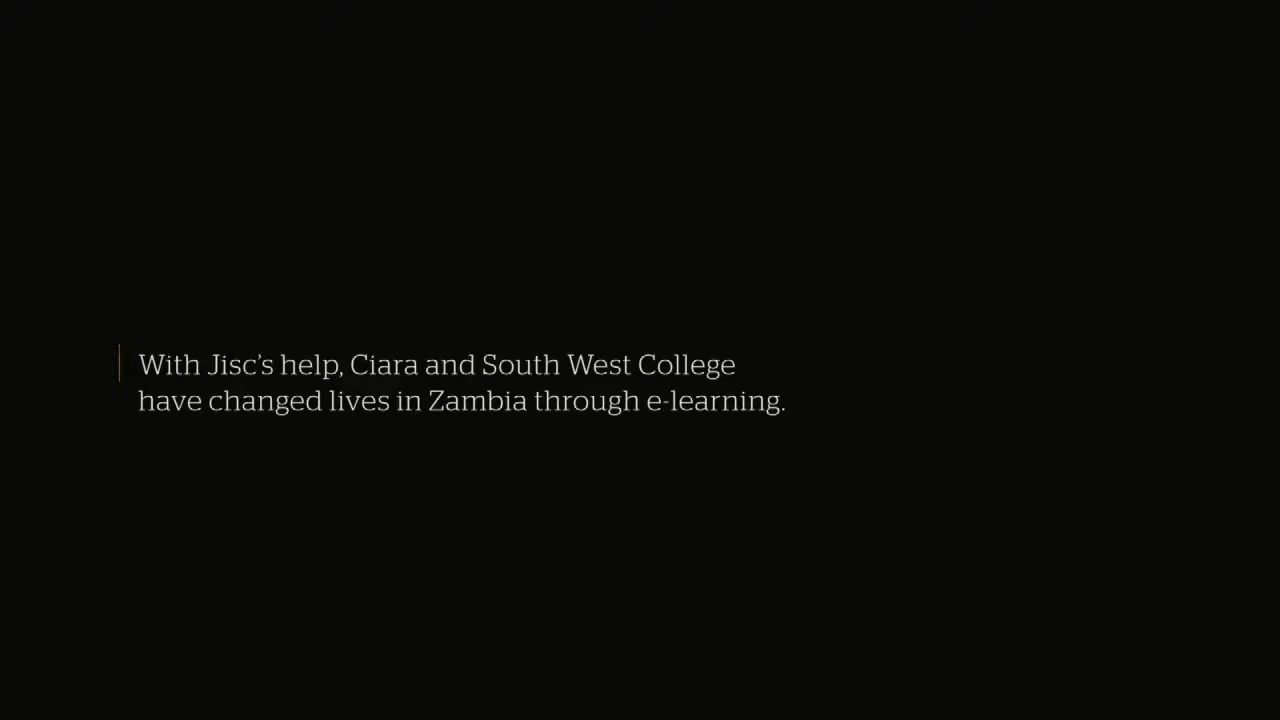 With Jisc’s help, Ciara and South West College
have changed lives in Zambia through e-learning.